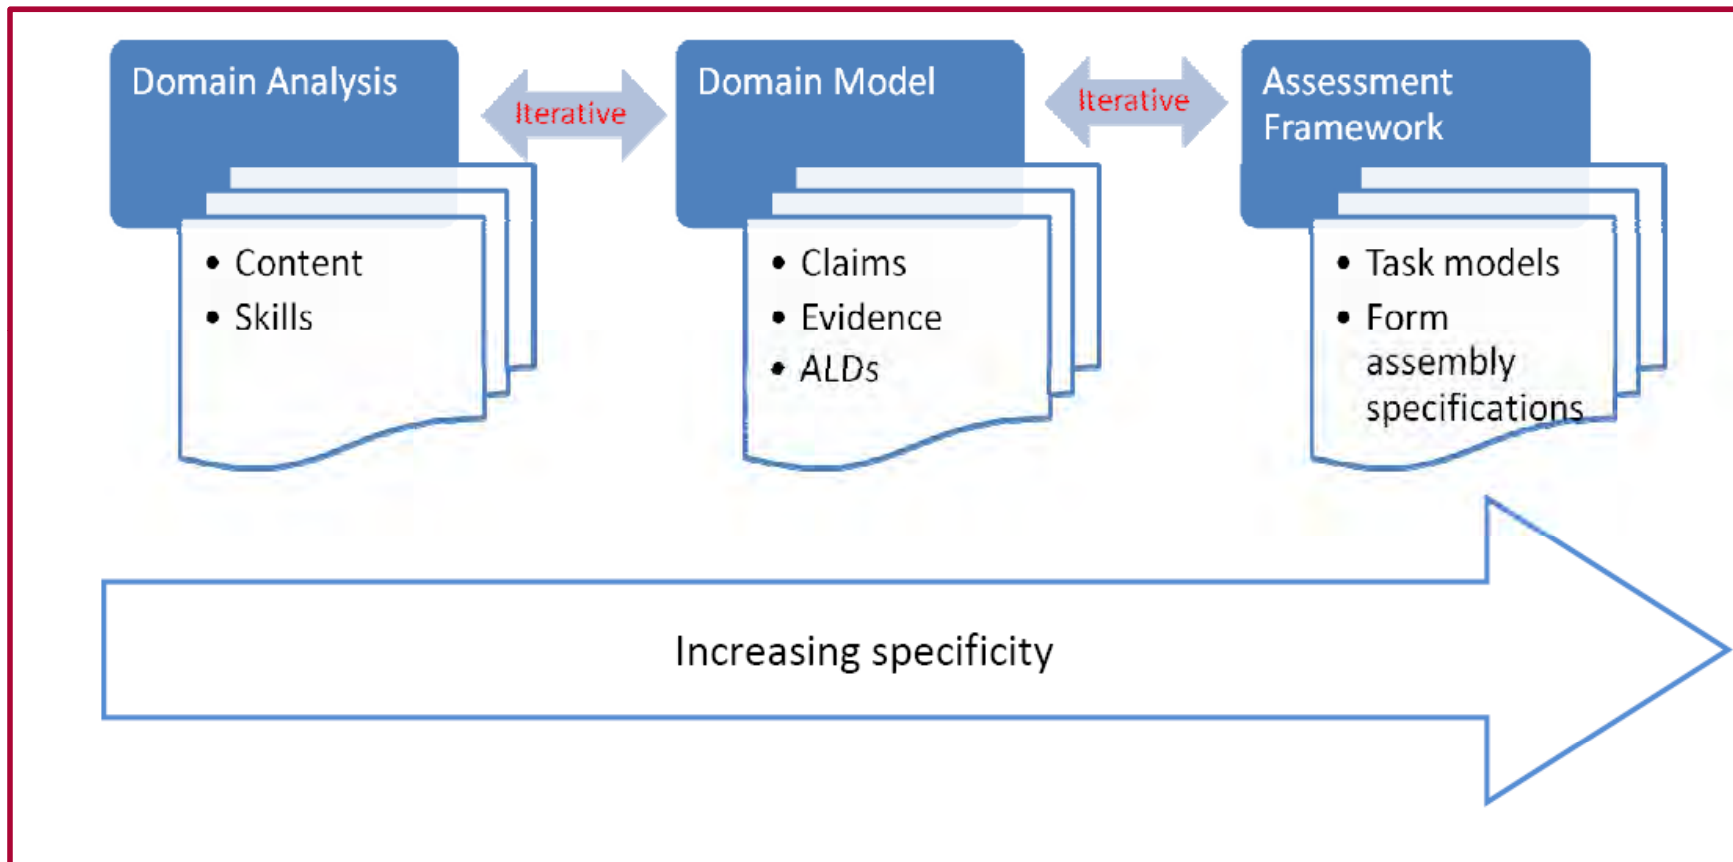 Domain Analysis
Iterative
Domain Model
Iterative
Assessment
Framework
• Content
• Skills
• Claims
• Evidence
• ALDs
• Task models
• Form
assembly
specifications
Increasing specificity